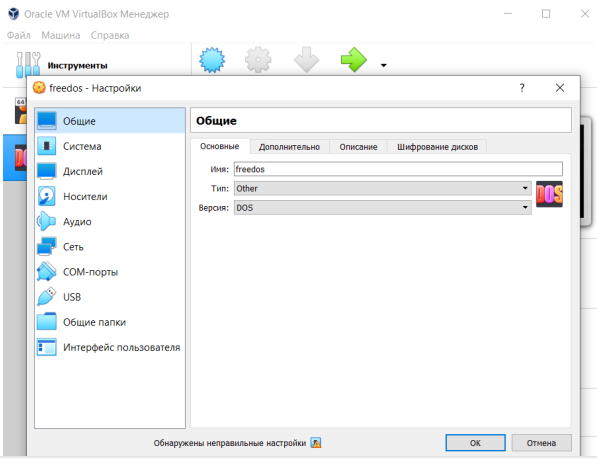 Oracle VM VirtualBox Менеджер
Файл Машина Справка
Инструменты
64
freedos - Настройки
?
Общие
Система
Дисплей
Носители
Аудио
Сеть
COM-порты
USB
Общие папки
Интерфейс пользователя
Общие
Основные Дополнительно Описание Шифрование дисков
Имя: freedos
Тип: Other
Версия: DOS
DOS
Обнаружены неправильные настройки
OK Отмена